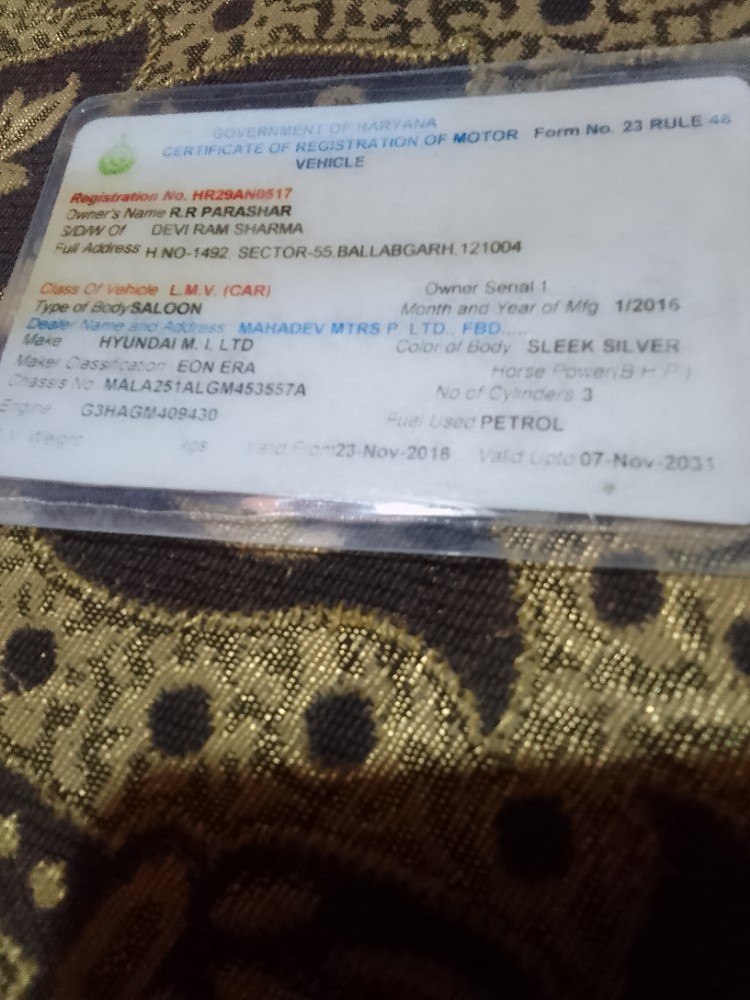 GOVERNMENT OF HARYANA
CERTIFICATE OF REGISTRATION OF MOTOR VEHICLE
Form No. 23 RULE 48
Registration No. HR29AN0517
Owner's Name R.R PARASHAR
S/D/W Of DEVI RAM SHARMA
Full Address H.NO-1492, SECTOR-55,BALLABGARH,121004
Class Of Vehicle L.M.V. (CAR) Owner Serial 1
Type of Body SALOON Month and Year of Mfg 1/2016
Dealer Name and Address MAHADEV MTRS P. LTD., FBD.....
Make HYUNDAI M. I. LTD Color of Body SLEEK SILVER
Maker Classification EON ERA Horse Power(B.H.P.)
Chassis No MALA251ALGM453557A No of Cylinders 3
Engine G3HAGM409430 Fuel Used PETROL
Weight kgs Valid From 23-Nov-2016 Valid Upto 07-Nov-2031